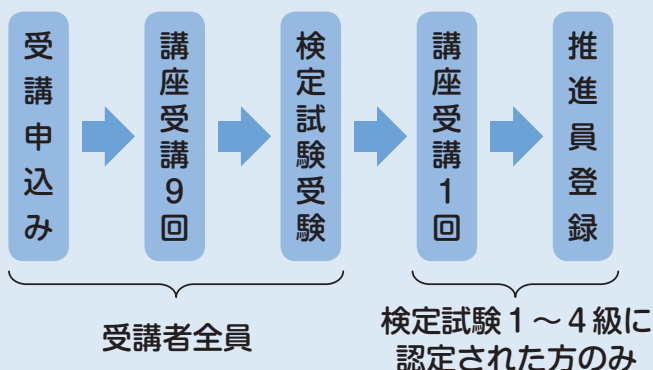 受講申込み
講座受講9回
検定試験受験
講座受講1回
推進員登録
受講者全員
検定試験1～4級に
認定された方のみ